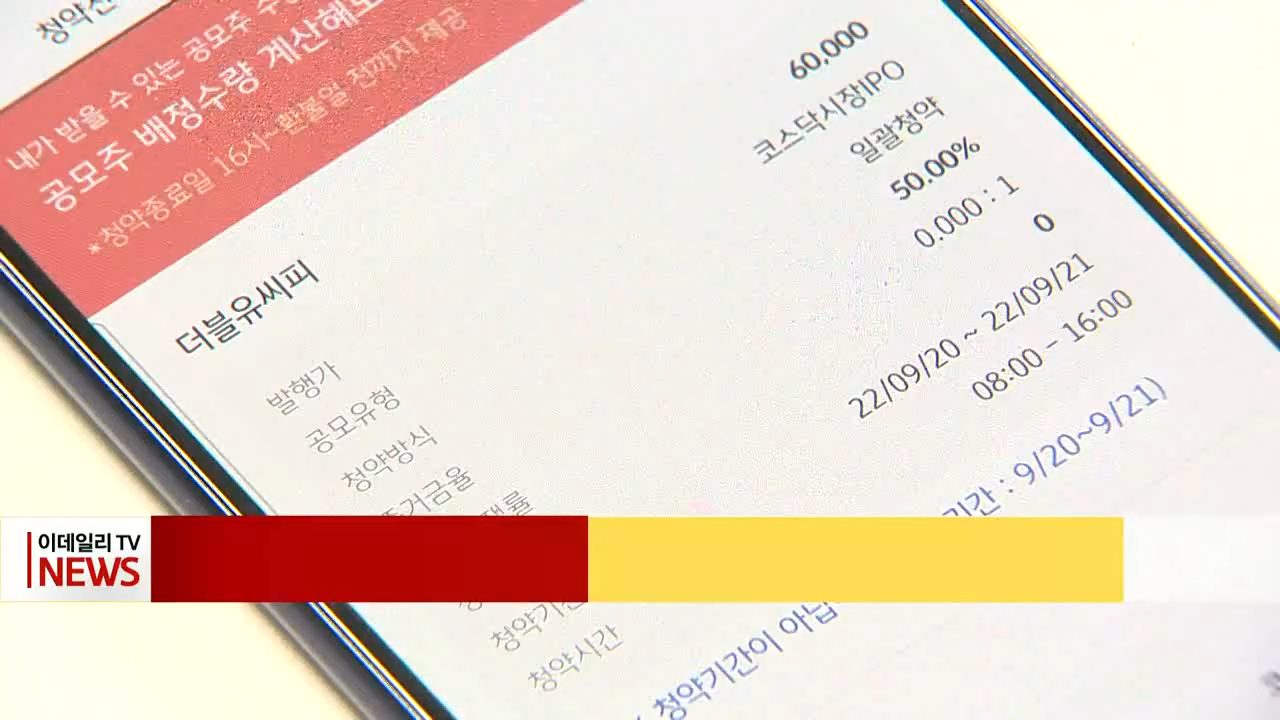 내가 받을 수 있는 공모주
공모주 배정수량 계산해보
*청약종료일 16시~환불일 전까지 제공
더블유씨피
발행가 60,000
공모유형 코스닥시장IPO
청약방식 일괄청약
증거금율 50.00%
0.000 : 1
0
청약기간 22/09/20 ~ 22/09/21
청약시간 08:00 - 16:00
기간 : 9/20~9/21)
청약기간이 아닙
이데일리 TV
NEWS